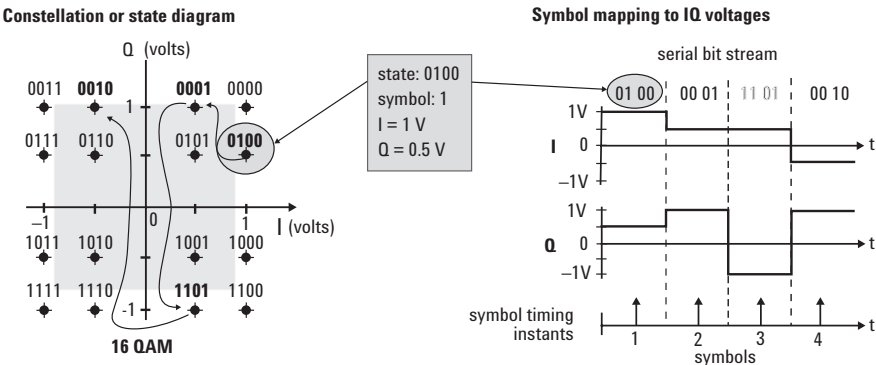 Constellation or state diagram
Q (volts)
0011 0010 0001 0000
1
0111 0110 0101 0100
–1 0 1 I (volts)
1011 1010 1001 1000
1111 1110 1101 1100
-1
16 QAM
state: 0100
symbol: 1
I = 1 V
Q = 0.5 V
Symbol mapping to IQ voltages
serial bit stream
01 00 00 01 11 01 00 10
1V
I 0 t
–1V
1V
Q 0 t
–1V
symbol timing
instants
t
1 2 3 4
symbols